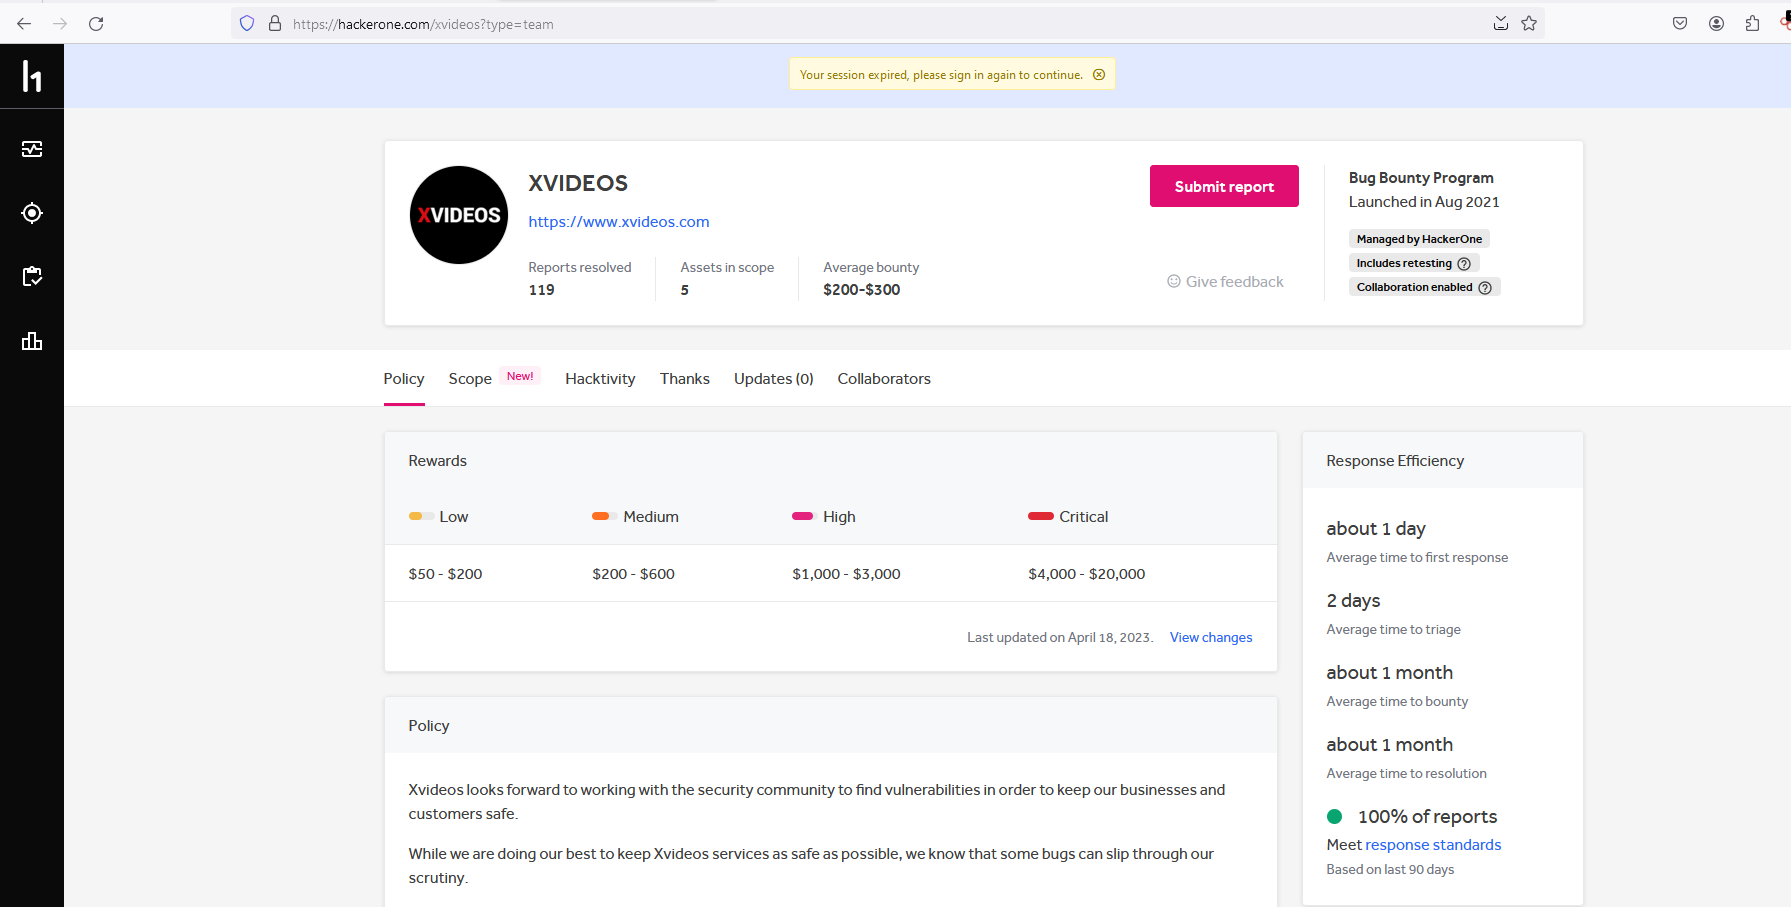 https://hackerone.com/xvideos?type=team
Your session expired, please sign in again to continue.
XVIDEOS
XVIDEOS
https://www.xvideos.com
Reports resolved
119
Assets in scope
5
Average bounty
$200-$300
Submit report
Give feedback
Bug Bounty Program
Launched in Aug 2021
Managed by HackerOne
Includes retesting
Collaboration enabled
Policy
Scope
New!
Hacktivity
Thanks
Updates (0)
Collaborators
Rewards
Low
Medium
High
Critical
$50 - $200
$200 - $600
$1,000 - $3,000
$4,000 - $20,000
Last updated on April 18, 2023.
View changes
Policy
Xvideos looks forward to working with the security community to find vulnerabilities in order to keep our businesses and
customers safe.
While we are doing our best to keep Xvideos services as safe as possible, we know that some bugs can slip through our
scrutiny.
Response Efficiency
about 1 day
Average time to first response
2 days
Average time to triage
about 1 month
Average time to bounty
about 1 month
Average time to resolution
100% of reports
Meet response standards
Based on last 90 days